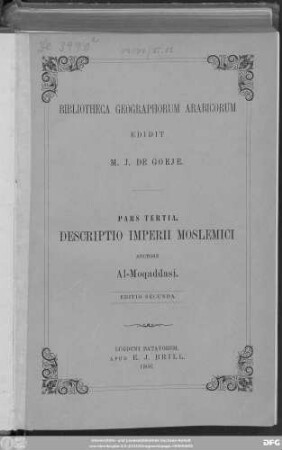 BIBLIOTHECA GEOGRAPHORUM ARABICORUM
EDIDIT
M. J. DE GOEJE.
PARS TERTIA.
DESCRIPTIO IMPERII MOSLEMICI
AUCTORE
Al-Moqaddasi.
EDITIO SECUNDA
LUGDUNI BATAVORUM,
APUD E. J. BRILL.
1906.
DFG